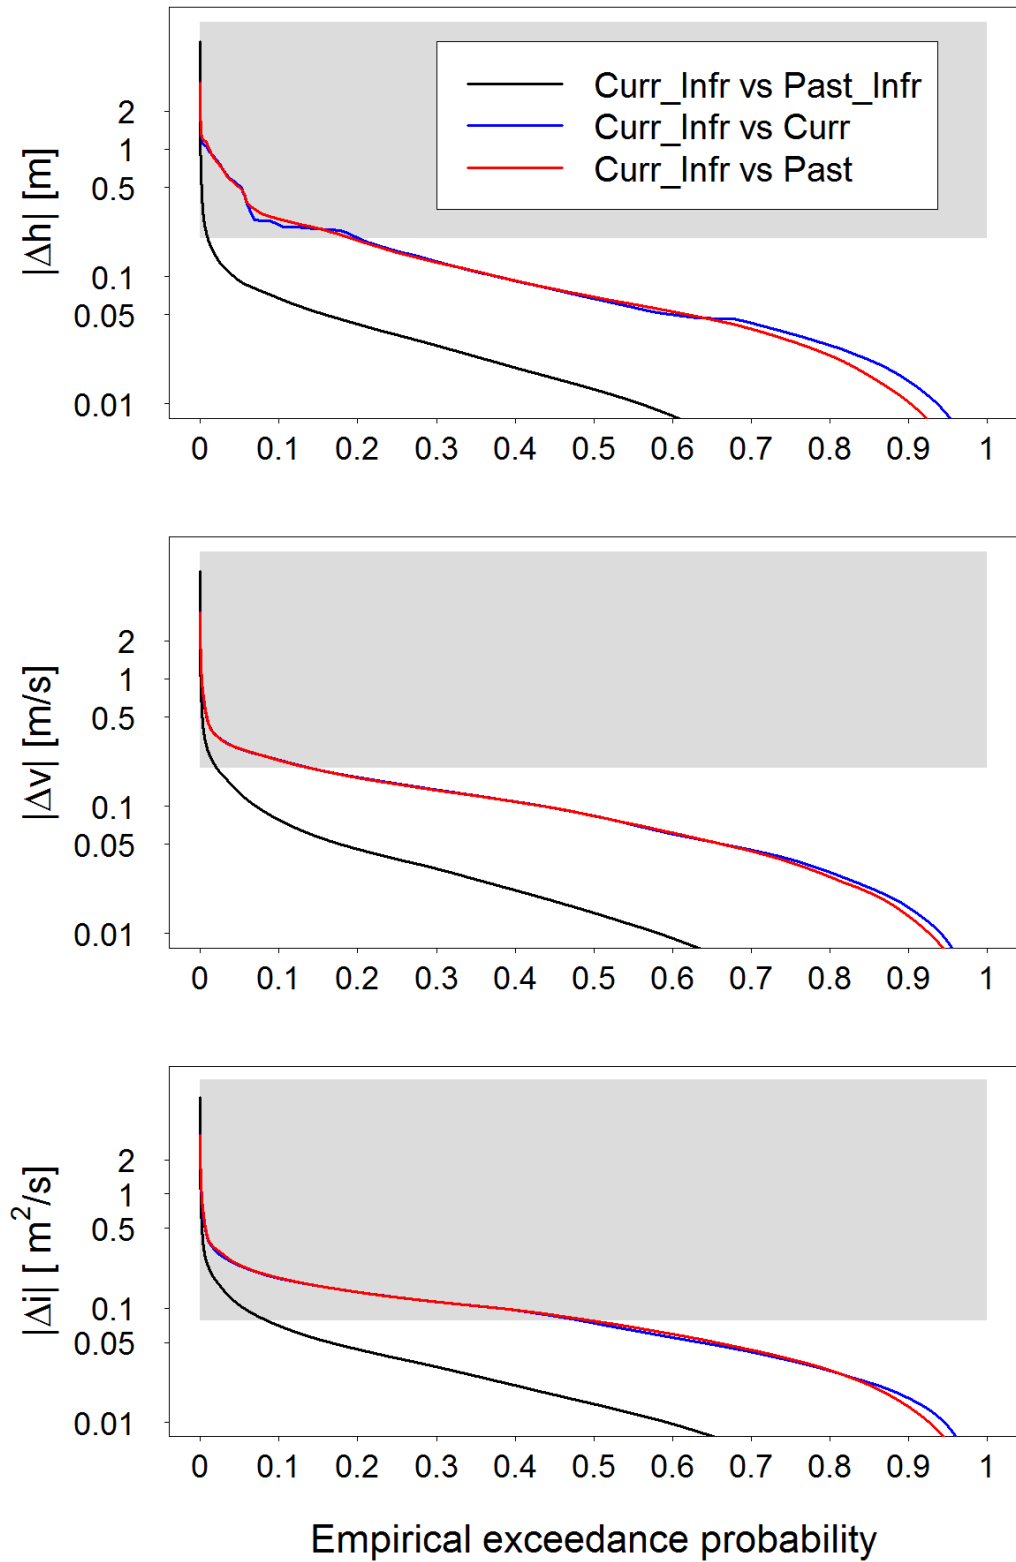 Curr_Infr vs Past_Infr
Curr_Infr vs Curr
Curr_Infr vs Past
|Δh| [m]
2
1
0.5
0.1
0.05
0.01
0 0.1 0.2 0.3 0.4 0.5 0.6 0.7 0.8 0.9 1
|Δv| [m/s]
2
1
0.5
0.1
0.05
0.01
0 0.1 0.2 0.3 0.4 0.5 0.6 0.7 0.8 0.9 1
|Δi| [ m²/s]
2
1
0.5
0.1
0.05
0.01
0 0.1 0.2 0.3 0.4 0.5 0.6 0.7 0.8 0.9 1
Empirical exceedance probability